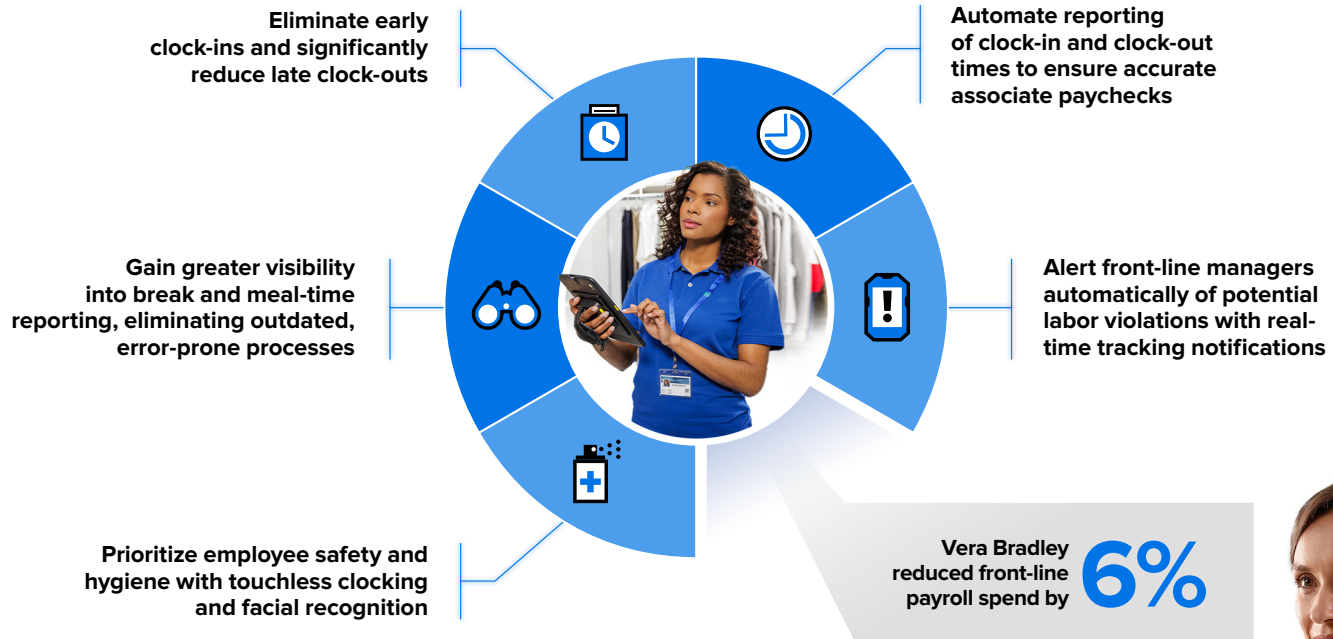 Eliminate early
clock-ins and significantly
reduce late clock-outs
Automate reporting
of clock-in and clock-out
times to ensure accurate
associate paychecks
Gain greater visibility
into break and meal-time
reporting, eliminating outdated,
error-prone processes
Alert front-line managers
automatically of potential
labor violations with real-
time tracking notifications
Prioritize employee safety and
hygiene with touchless clocking
and facial recognition
Vera Bradley
reduced front-line
payroll spend by
6%